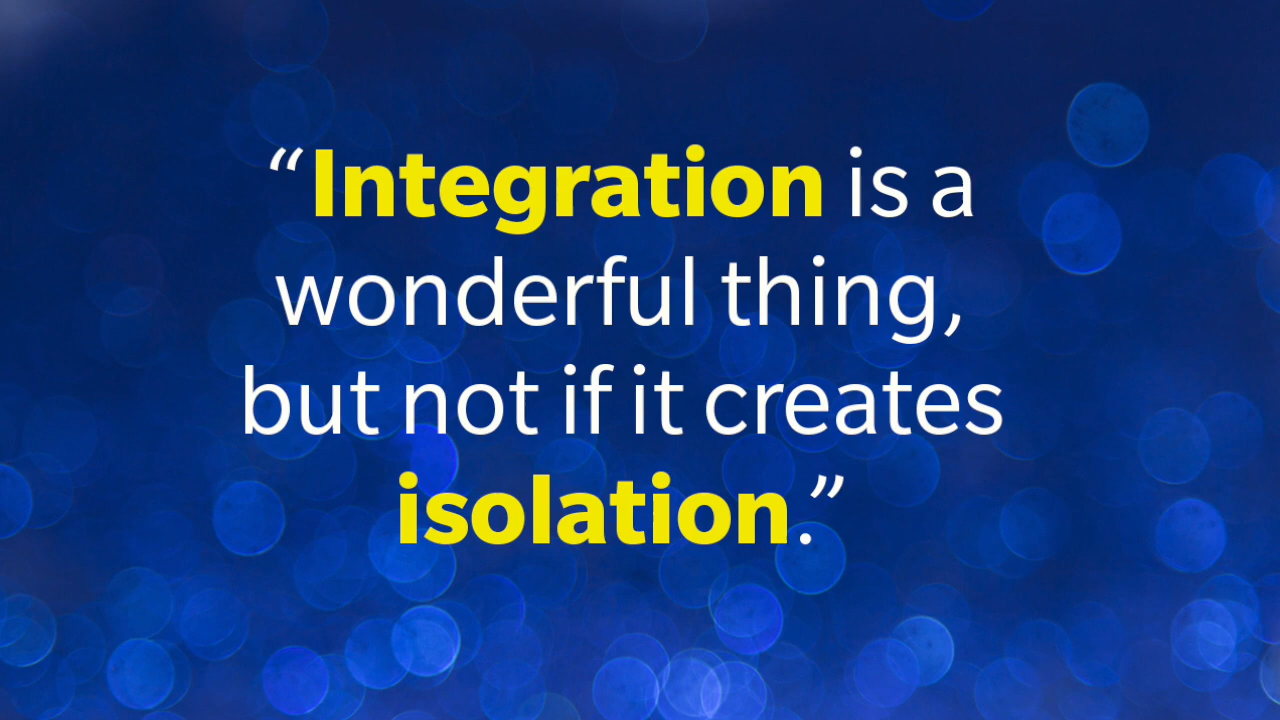 “Integration is a
wonderful thing,
but not if it creates
isolation.”